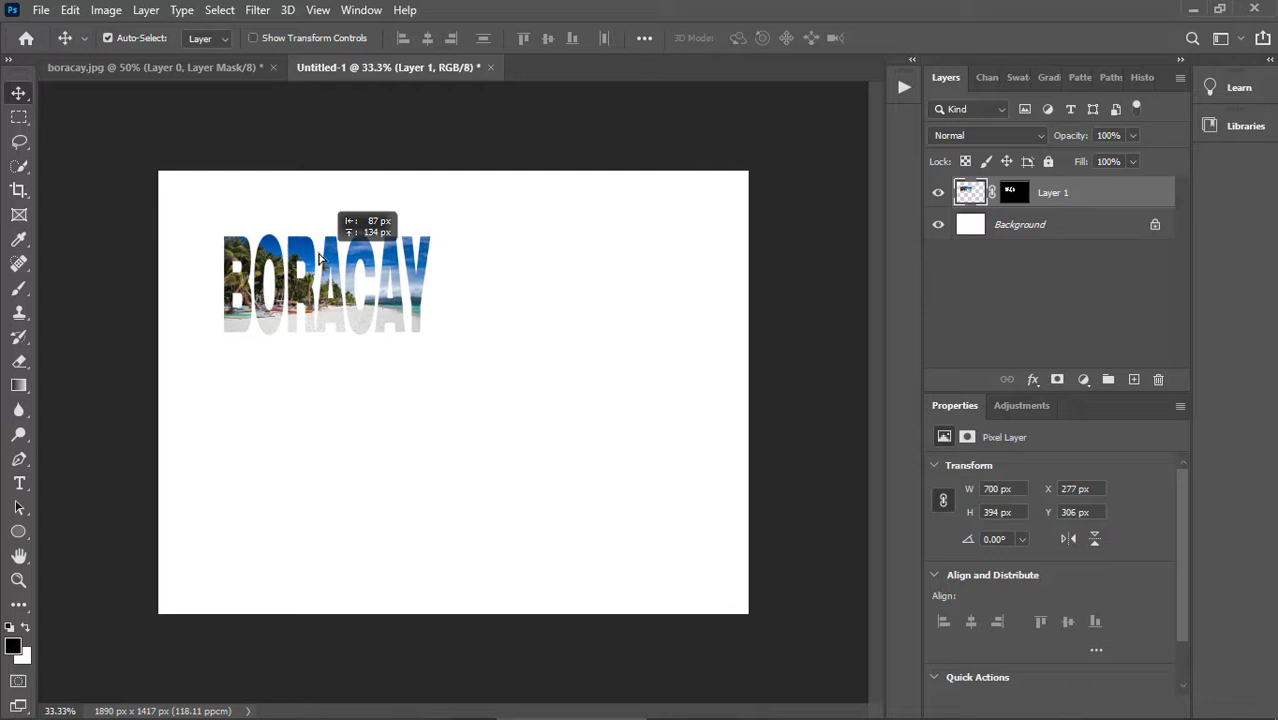 Ps File Edit Image Layer Type Select Filter 3D View Window Help
Auto-Select: Layer Show Transform Controls 3D Mode:
boracay.jpg @ 50% (Layer 0, Layer Mask/8) * × Untitled-1 @ 33.3% (Layer 1, RGB/8) * ×
Layers Chan Swat Gradi Patte Paths Histo
Learn
Kind
Libraries
Normal Opacity: 100%
Lock: Fill: 100%
Layer 1
Background
87 px
134 px
BORACAY
Properties Adjustments
Pixel Layer
Transform
W 700 px X 277 px
H 394 px Y 306 px
0.00°
Align and Distribute
Align:
Quick Actions
33.33% 1890 px x 1417 px (118.11 ppcm)